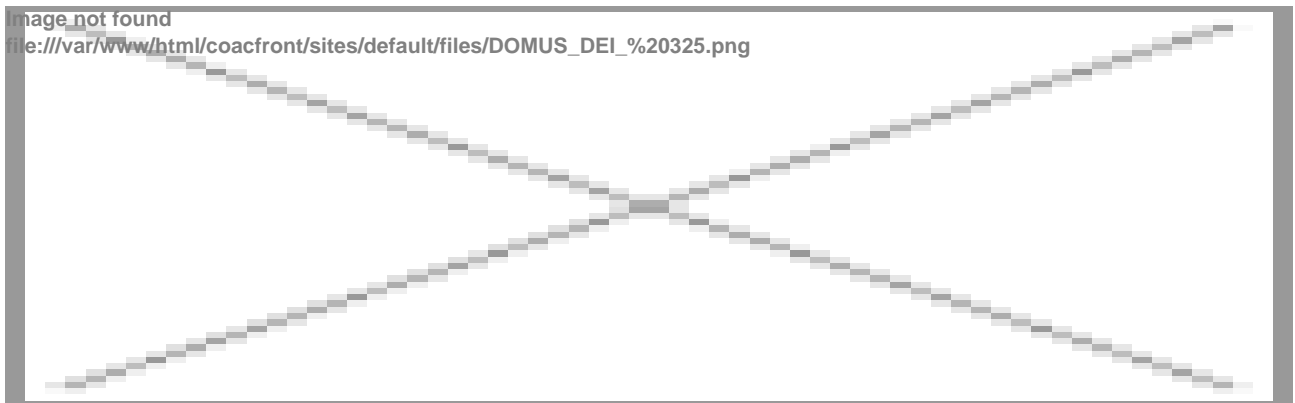 Image not found
file:///var/www/html/coacfront/sites/default/files/DOMUS_DEI_%20325.png